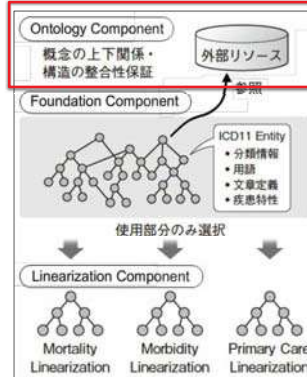 Ontology Component
概念の上下関係・
構造の整合性保証
外部リソース
参照
Foundation Component
ICD11 Entity
• 分類情報
• 用語
• 文章定義
• 疾患特性
使用部分のみ選択
Linearization Component
Mortality
Linearization
Morbidity
Linearization
Primary Care
Linearization